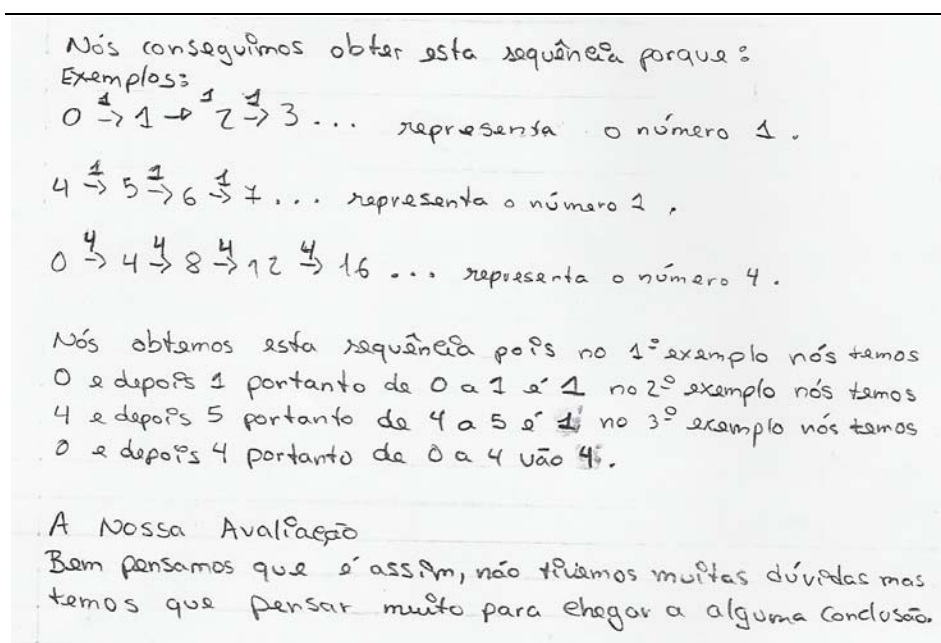 Nós conseguimos obter esta sequência porque:
Exemplos:
0 →¹ 1 →¹ 2 →¹ 3 ... representa o número 1.
4 →¹ 5 →¹ 6 →¹ 7 ... representa o número 1.
0 →⁴ 4 →⁴ 8 →⁴ 12 →⁴ 16 ... representa o número 4.
Nós obtemos esta sequência pois no 1º exemplo nós temos
0 e depois 1 portanto de 0 a 1 é 1 no 2º exemplo nós temos
4 e depois 5 portanto de 4 a 5 é 1 no 3º exemplo nós temos
0 e depois 4 portanto de 0 a 4 vão 4.
A Nossa Avaliação
Bem pensamos que é assim, não tivemos muitas dúvidas mas
temos que pensar muito para chegar a alguma conclusão.